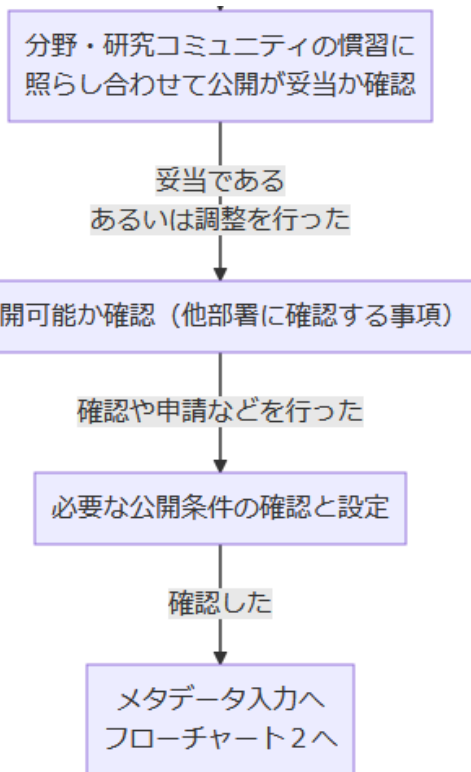 分野・研究コミュニティの慣習に
照らし合わせて公開が妥当か確認
妥当である
あるいは調整を行った
開可能か確認（他部署に確認する事項）
確認や申請などを行った
必要な公開条件の確認と設定
確認した
メタデータ入力へ
フローチャート２へ